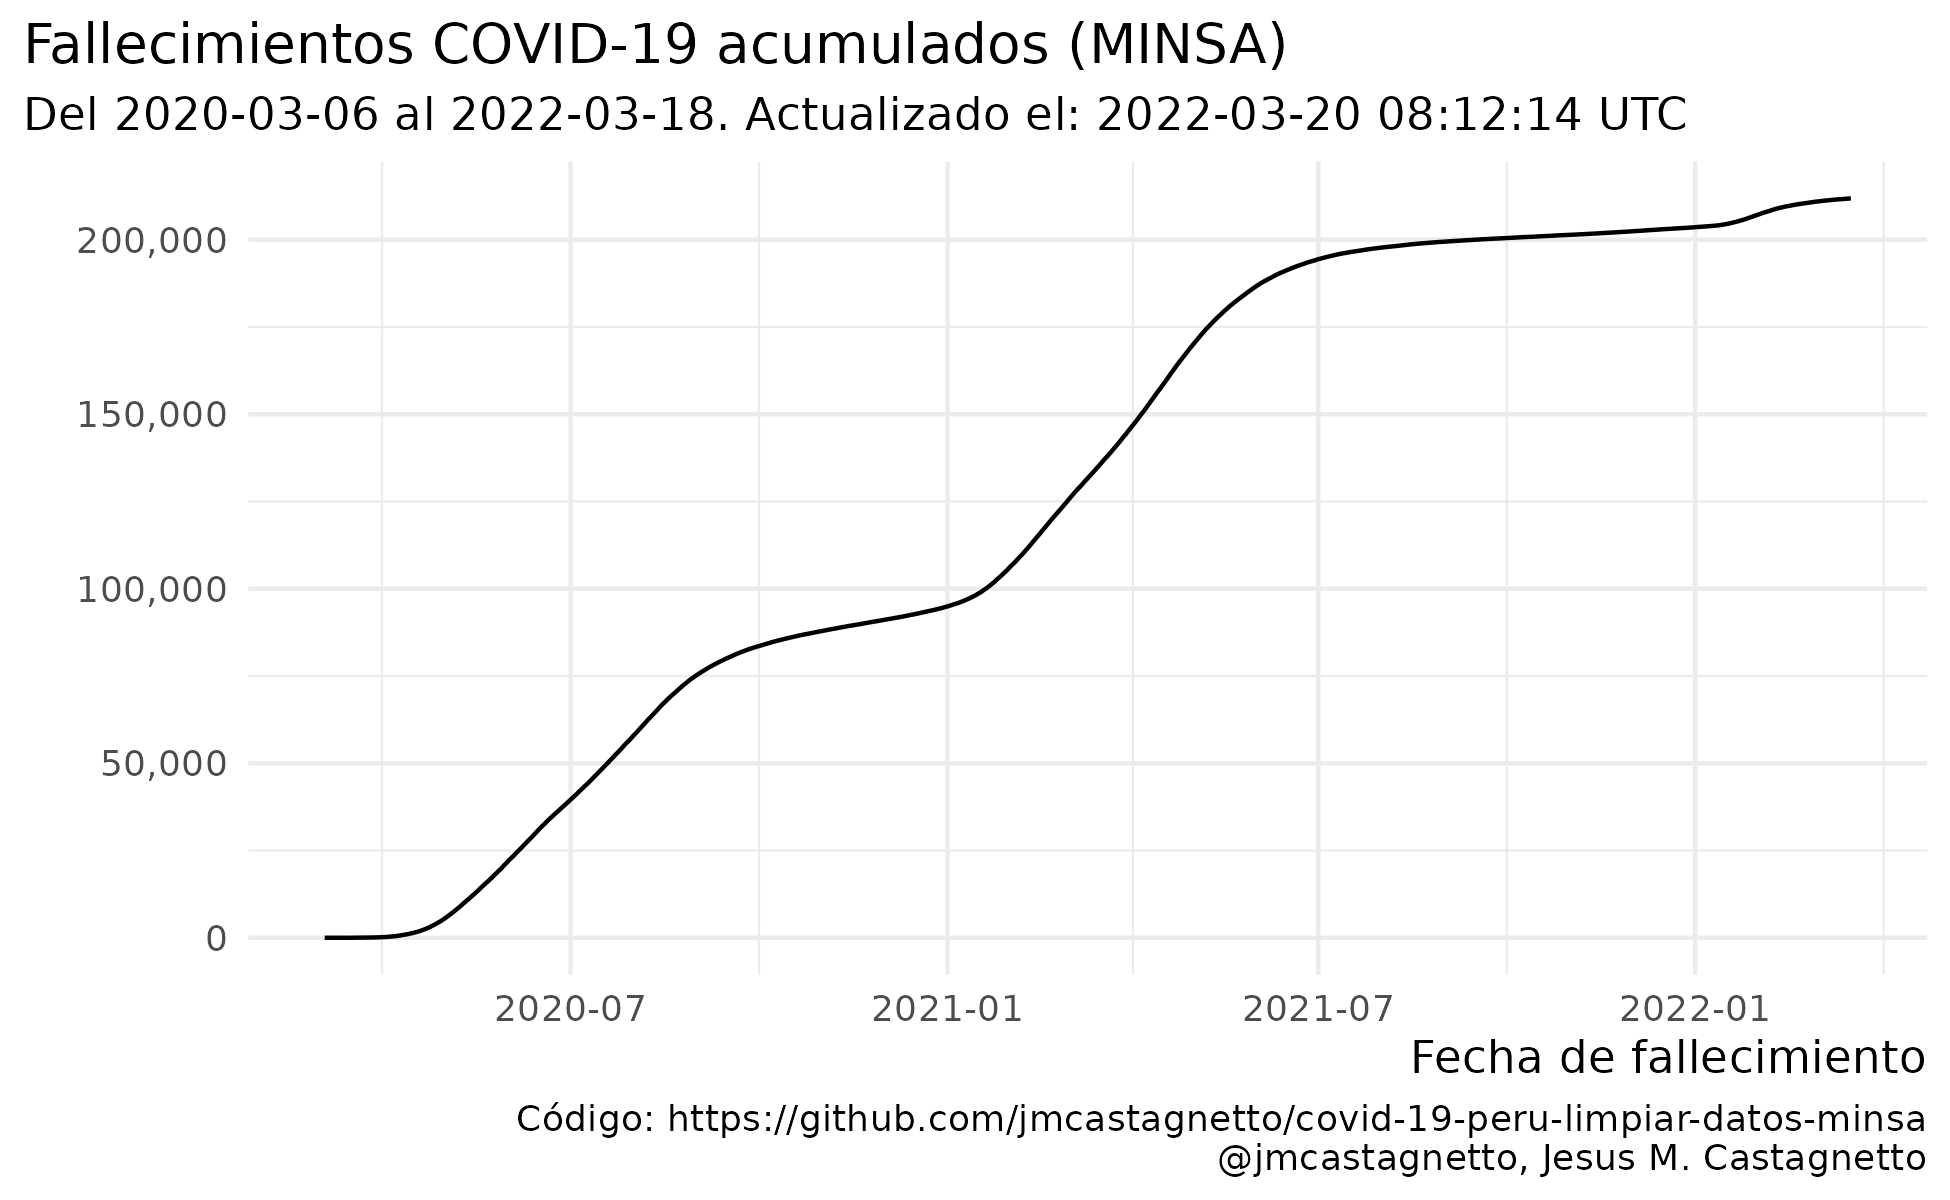 Fallecimientos COVID-19 acumulados (MINSA)
Del 2020-03-06 al 2022-03-18. Actualizado el: 2022-03-20 08:12:14 UTC
200,000
150,000
100,000
50,000
0
2020-07 2021-01 2021-07 2022-01
Fecha de fallecimiento
Código: https://github.com/jmcastagnetto/covid-19-peru-limpiar-datos-minsa
@jmcastagnetto, Jesus M. Castagnetto